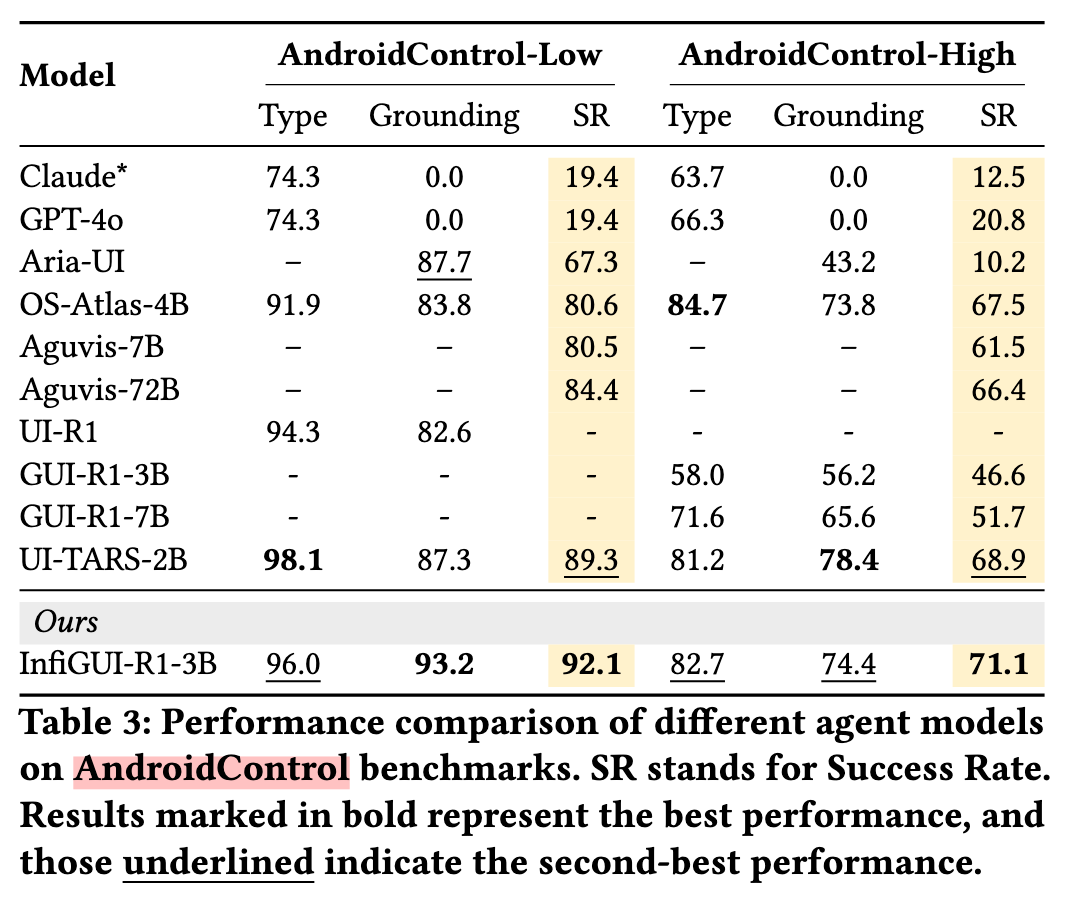 Model AndroidControl-Low AndroidControl-High
Type Grounding SR Type Grounding SR
Claude* 74.3 0.0 19.4 63.7 0.0 12.5
GPT-4o 74.3 0.0 19.4 66.3 0.0 20.8
Aria-UI – 87.7 67.3 – 43.2 10.2
OS-Atlas-4B 91.9 83.8 80.6 84.7 73.8 67.5
Aguvis-7B – – 80.5 – – 61.5
Aguvis-72B – – 84.4 – – 66.4
UI-R1 94.3 82.6 - - - -
GUI-R1-3B - - - 58.0 56.2 46.6
GUI-R1-7B - - - 71.6 65.6 51.7
UI-TARS-2B 98.1 87.3 89.3 81.2 78.4 68.9
Ours
InfiGUI-R1-3B 96.0 93.2 92.1 82.7 74.4 71.1
Table 3: Performance comparison of different agent models
on AndroidControl benchmarks. SR stands for Success Rate.
Results marked in bold represent the best performance, and
those underlined indicate the second-best performance.